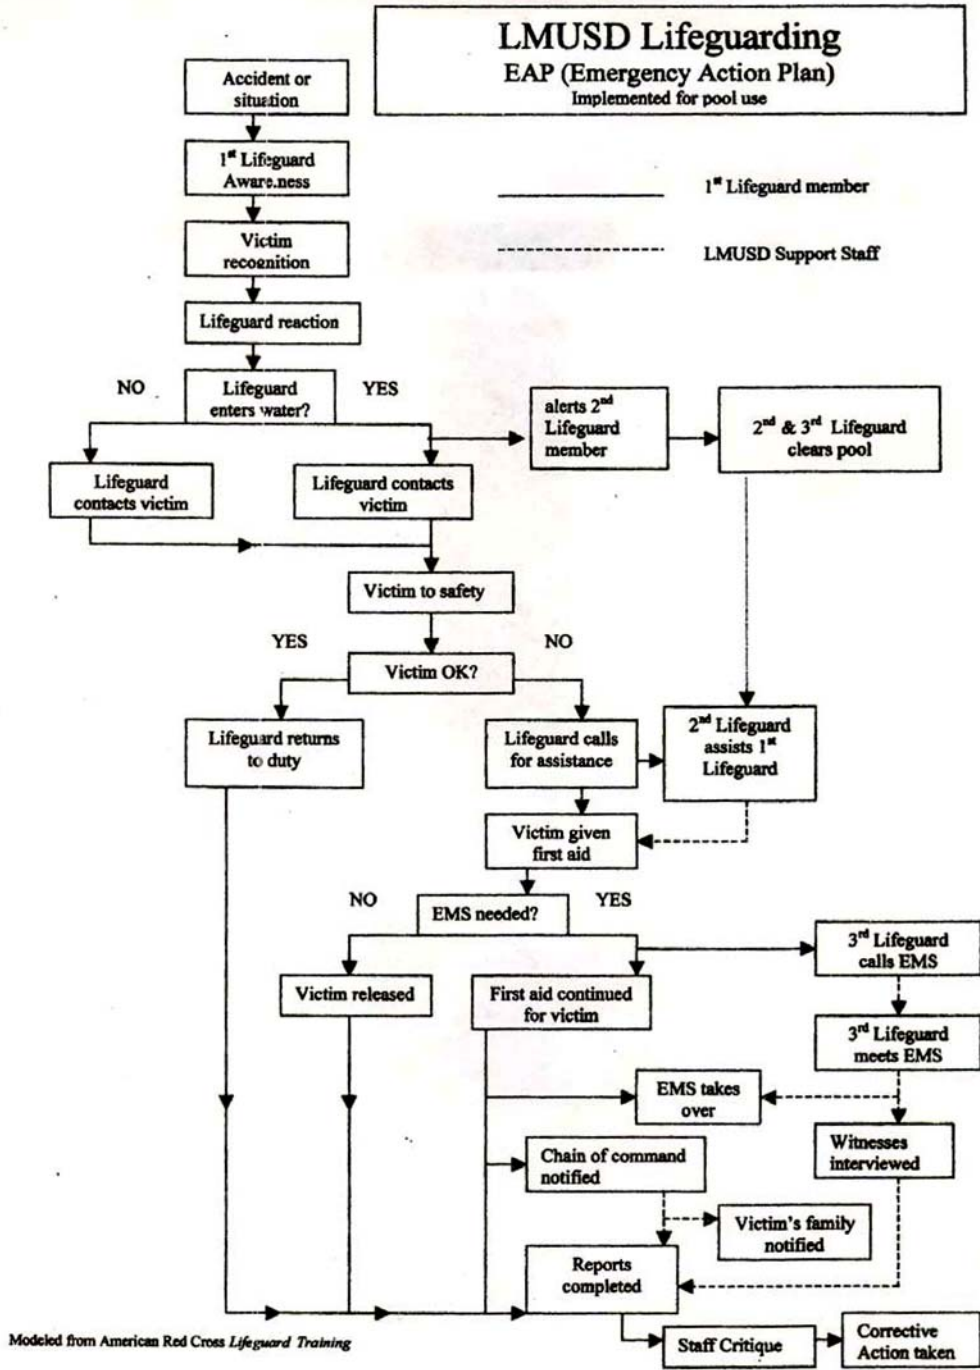 LMUSD Lifeguarding
EAP (Emergency Action Plan)
Implemented for pool use
Accident or
situation
1st Lifeguard
Awareness
1st Lifeguard member
Victim
recognition
LMUSD Support Staff
Lifeguard reaction
NO
Lifeguard
enters water?
YES
alerts 2nd
Lifeguard
member
2nd & 3rd Lifeguard
clears pool
Lifeguard
contacts victim
Lifeguard contacts
victim
Victim to safety
YES
NO
Victim OK?
Lifeguard returns
to duty
Lifeguard calls
for assistance
2nd Lifeguard
assists 1st
Lifeguard
Victim given
first aid
NO
EMS needed?
YES
3rd Lifeguard
calls EMS
Victim released
First aid continued
for victim
3rd Lifeguard
meets EMS
EMS takes
over
Witnesses
interviewed
Chain of command
notified
Victim's family
notified
Reports
completed
Modeled from American Red Cross Lifeguard Training
Staff Critique
Corrective
Action taken